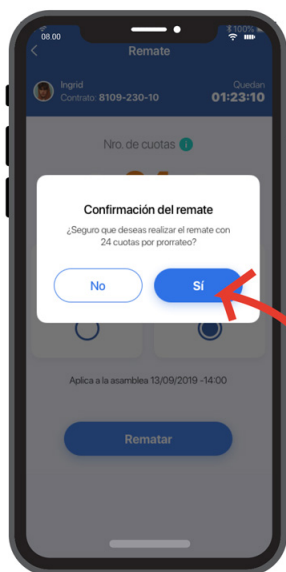 08.00
100%
Remate
Ingrid
Quedan
Contrato: 8109-230-10
01:23:10
Nro. de cuotas
i
Confirmación del remate
¿Seguro que deseas realizar el remate con
24 cuotas por prorrateo?
No
Sí
Aplica a la asamblea 13/09/2019 -14:00
Rematar